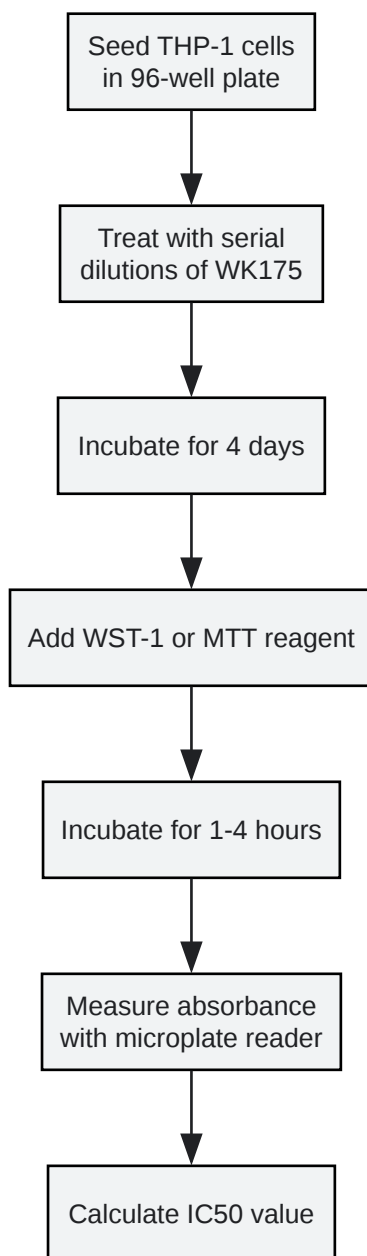 Seed THP-1 cells
in 96-well plate
Treat with serial
dilutions of WK175
Incubate for 4 days
Add WST-1 or MTT reagent
Incubate for 1-4 hours
Measure absorbance
with microplate reader
Calculate IC50 value